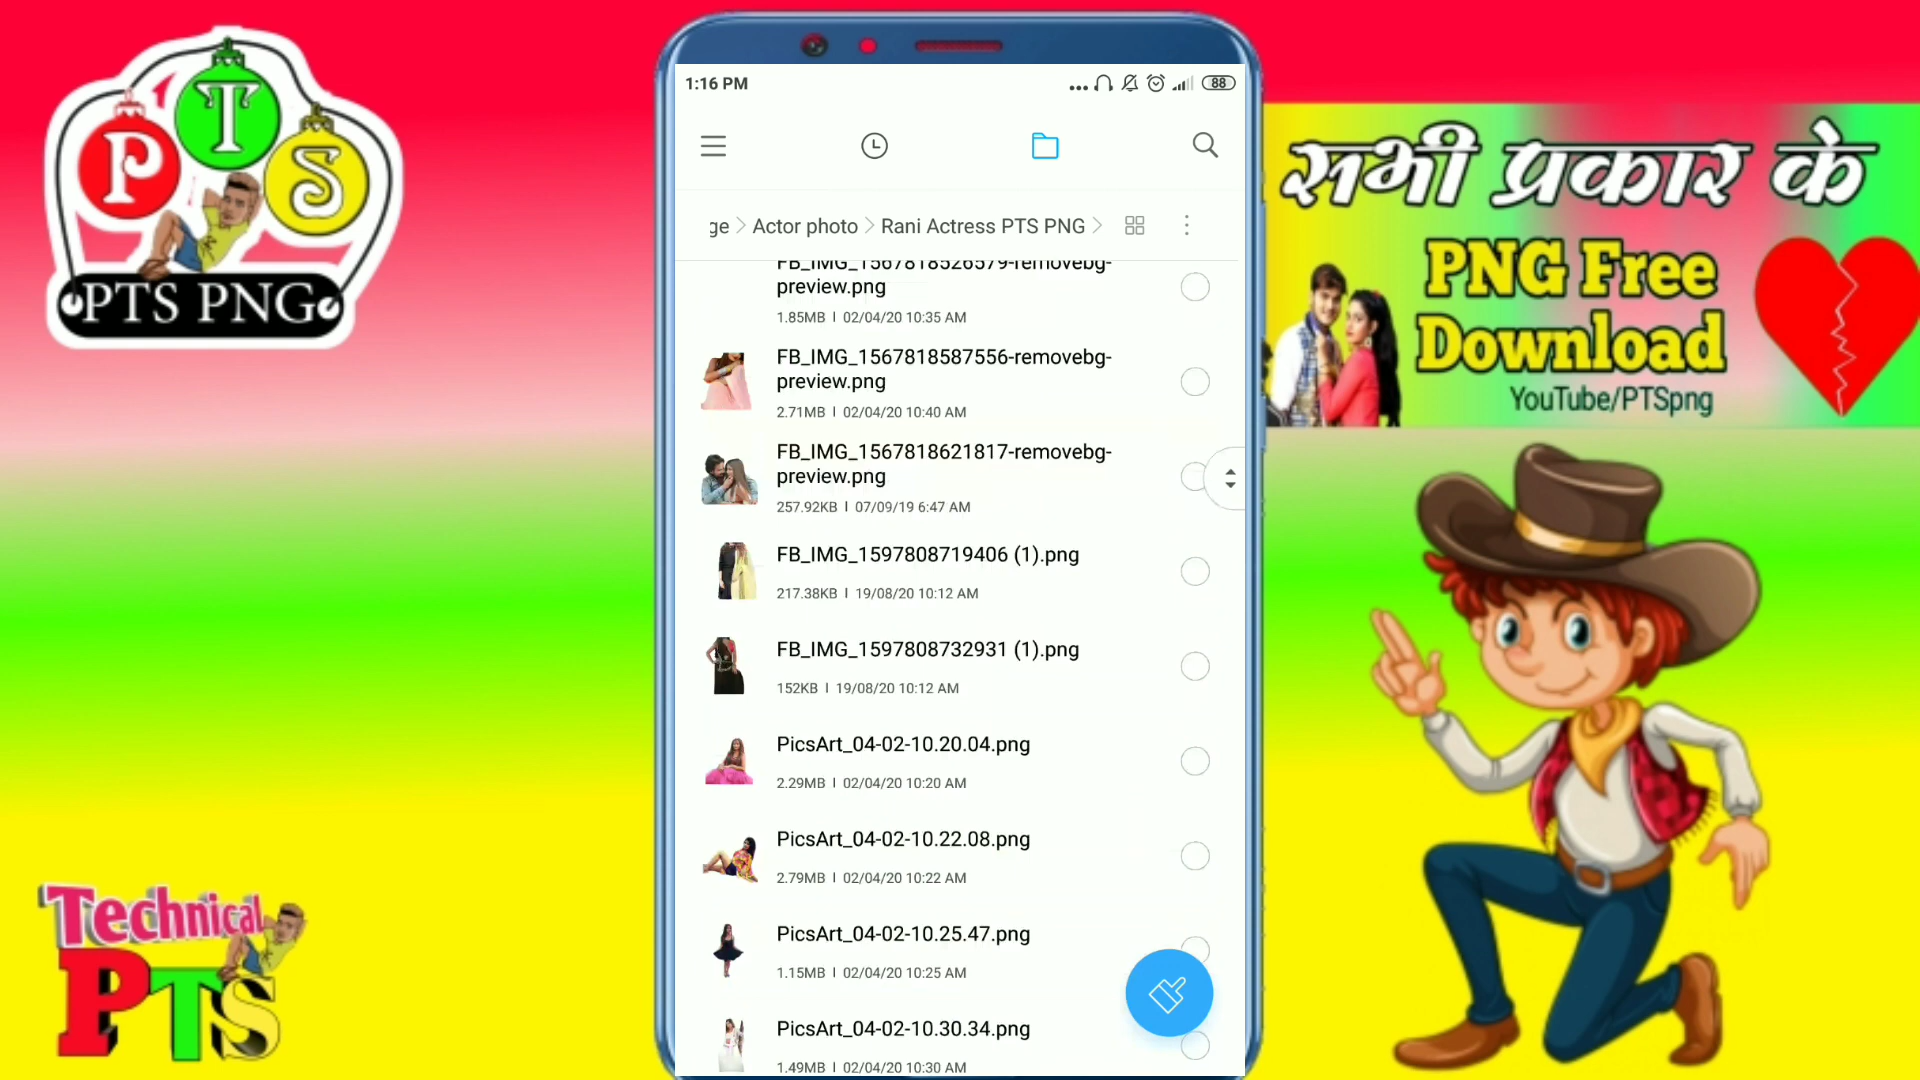 P
T
S
PTS PNG
Technical
PTS
1:16 PM
88
ge > Actor photo > Rani Actress PTS PNG >
FB_IMG_1567818526579-removebg-
preview.png
1.85MB | 02/04/20 10:35 AM
FB_IMG_1567818587556-removebg-
preview.png
2.71MB | 02/04/20 10:40 AM
FB_IMG_1567818621817-removebg-
preview.png
257.92KB | 07/09/19 6:47 AM
FB_IMG_1597808719406 (1).png
217.38KB | 19/08/20 10:12 AM
FB_IMG_1597808732931 (1).png
152KB | 19/08/20 10:12 AM
PicsArt_04-02-10.20.04.png
2.29MB | 02/04/20 10:20 AM
PicsArt_04-02-10.22.08.png
2.79MB | 02/04/20 10:22 AM
PicsArt_04-02-10.25.47.png
1.15MB | 02/04/20 10:25 AM
PicsArt_04-02-10.30.34.png
1.49MB | 02/04/20 10:30 AM
सभी प्रकार के
PNG Free
Download
YouTube/PTSpng